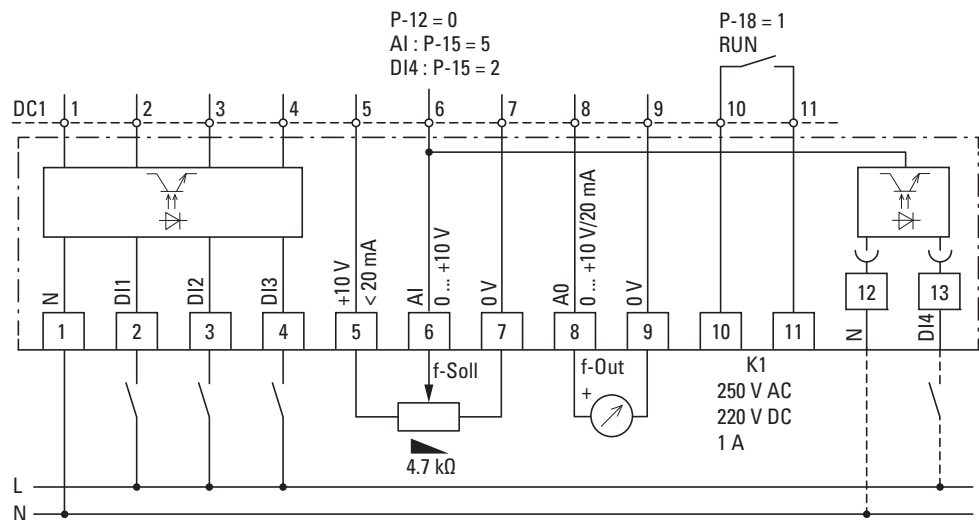 P-12 = 0
AI : P-15 = 5
DI4 : P-15 = 2
P-18 = 1
RUN
DC1 1 2 3 4 5 6 7 8 9 10 11
N
DI1
DI2
DI3
+10 V
< 20 mA
AI
0 ... +10 V
0 V
A0
0 ... +10 V/20 mA
0 V
1 2 3 4 5 6 7 8 9 10 11
12 13
N
DI4
f-Soll
4.7 kΩ
f-Out
+
K1
250 V AC
220 V DC
1 A
L
N